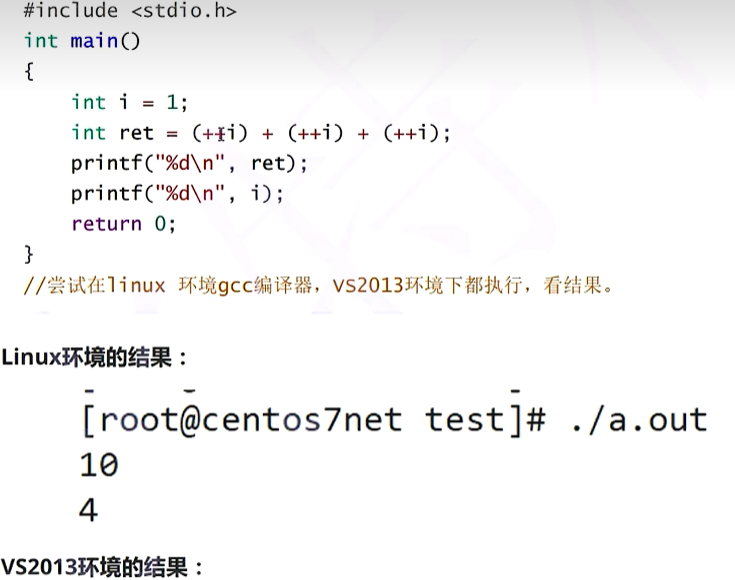 #include <stdio.h>
int main()
{
    int i = 1;
    int ret = (++i) + (++i) + (++i);
    printf("%d\n", ret);
    printf("%d\n", i);
    return 0;
}
//尝试在linux 环境gcc编译器，VS2013环境下都执行，看结果。
Linux环境的结果：
[root@centos7net test]# ./a.out
10
4
VS2013环境的结果：